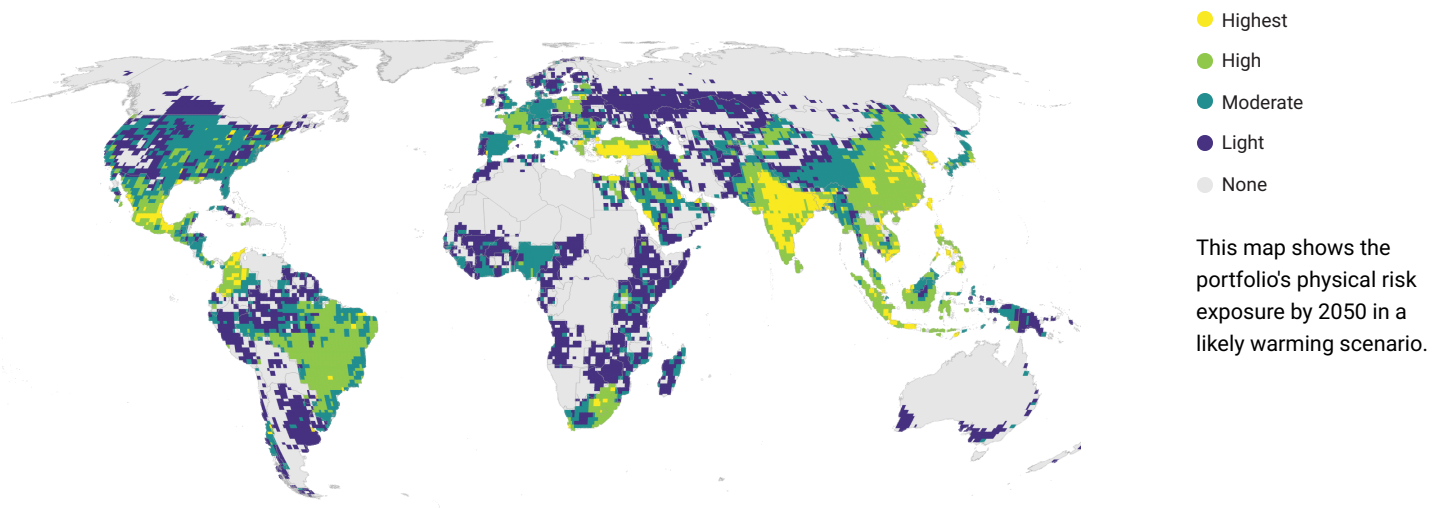 Highest
High
Moderate
Light
None
This map shows the
portfolio's physical risk
exposure by 2050 in a
likely warming scenario.